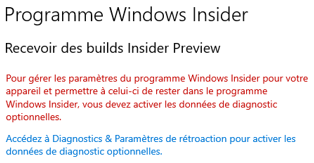 Programme Windows Insider
Recevoir des builds Insider Preview
Pour gérer les paramètres du programme Windows Insider pour votre
appareil et permettre à celui-ci de rester dans le programme
Windows Insider, vous devez activer les données de diagnostic
optionnelles.
Accédez à Diagnostics & Paramètres de rétroaction pour activer les
données de diagnostic optionnelles.